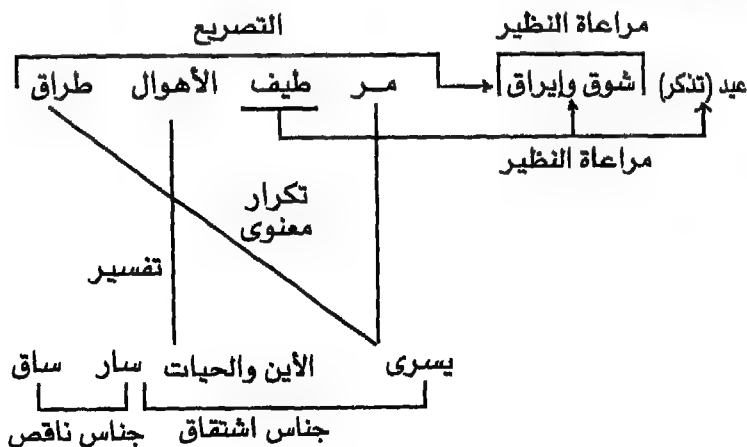 مراعاة النظير التصريع
عيد (تذكر) شوق وإيراق مـر طيف الأهوال طراق
مراعاة النظير
تكرار
معنوى
تفسير
يسرى الأين والحيات سار ساق
جناس اشتقاق جناس ناقص